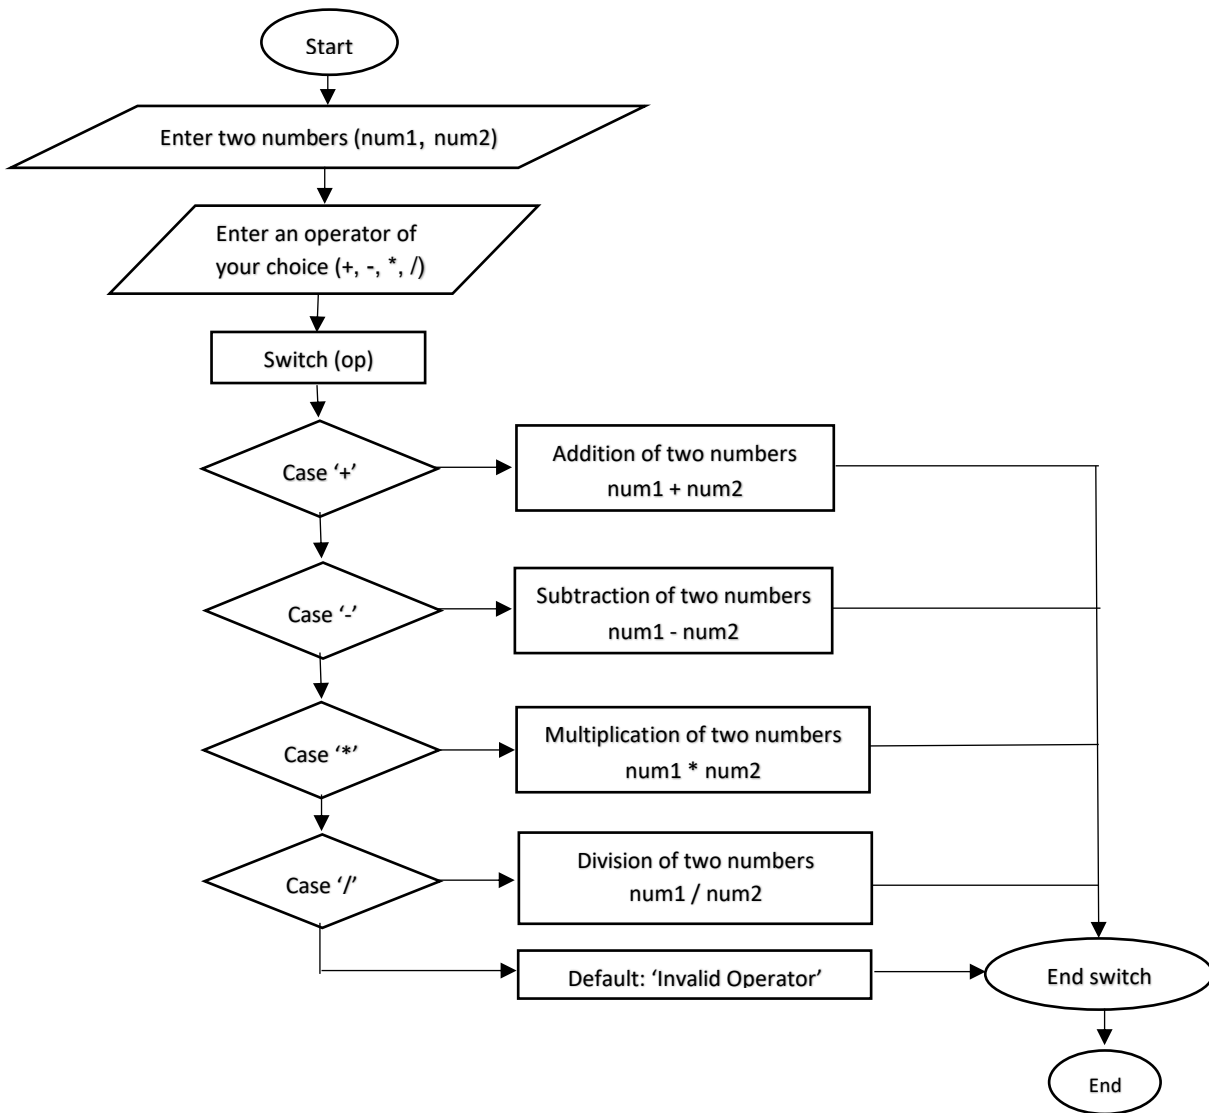 Start
Enter two numbers (num1, num2)
Enter an operator of
your choice (+, -, *, /)
Switch (op)
Case ‘+’
Addition of two numbers
num1 + num2
Case ‘-’
Subtraction of two numbers
num1 - num2
Case ‘*’
Multiplication of two numbers
num1 * num2
Case ‘/’
Division of two numbers
num1 / num2
Default: ‘Invalid Operator’
End switch
End